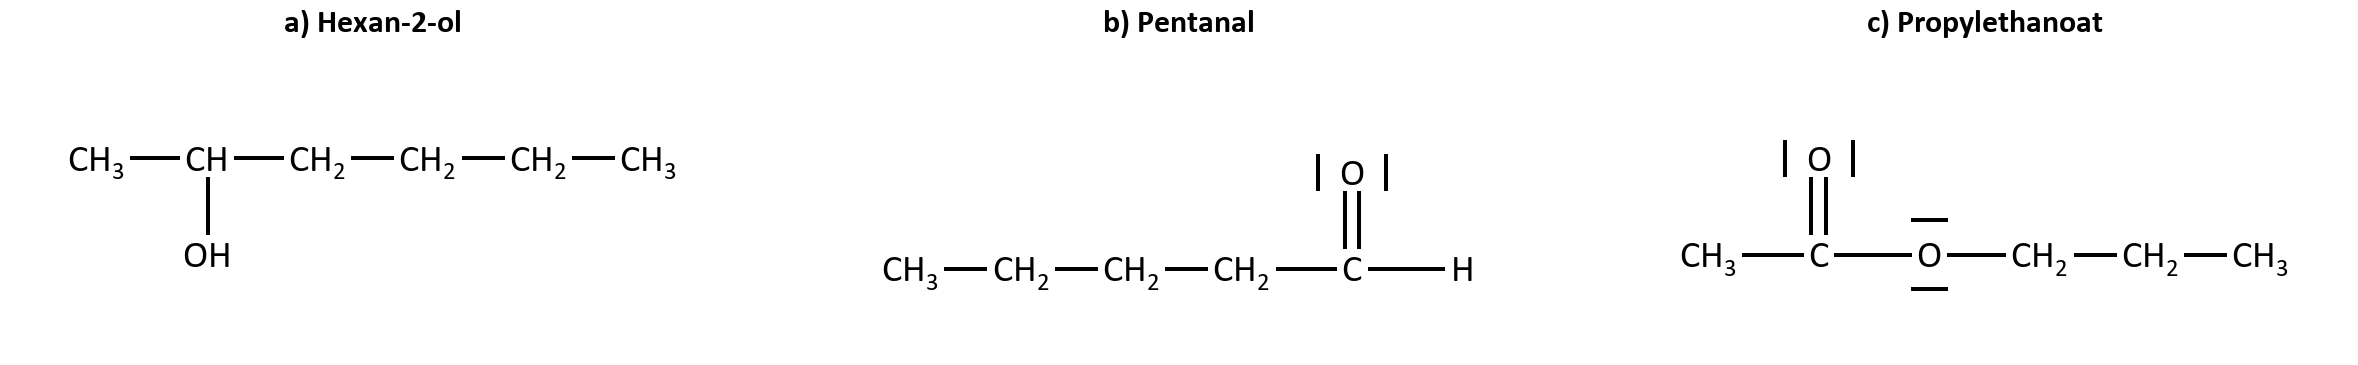 a) Hexan-2-ol
b) Pentanal
c) Propylethanoat
CH₃ CH CH₂ CH₂ CH₂ CH₃
OH
O
CH₃ CH₂ CH₂ CH₂ C H
O
CH₃ C O CH₂ CH₂ CH₃